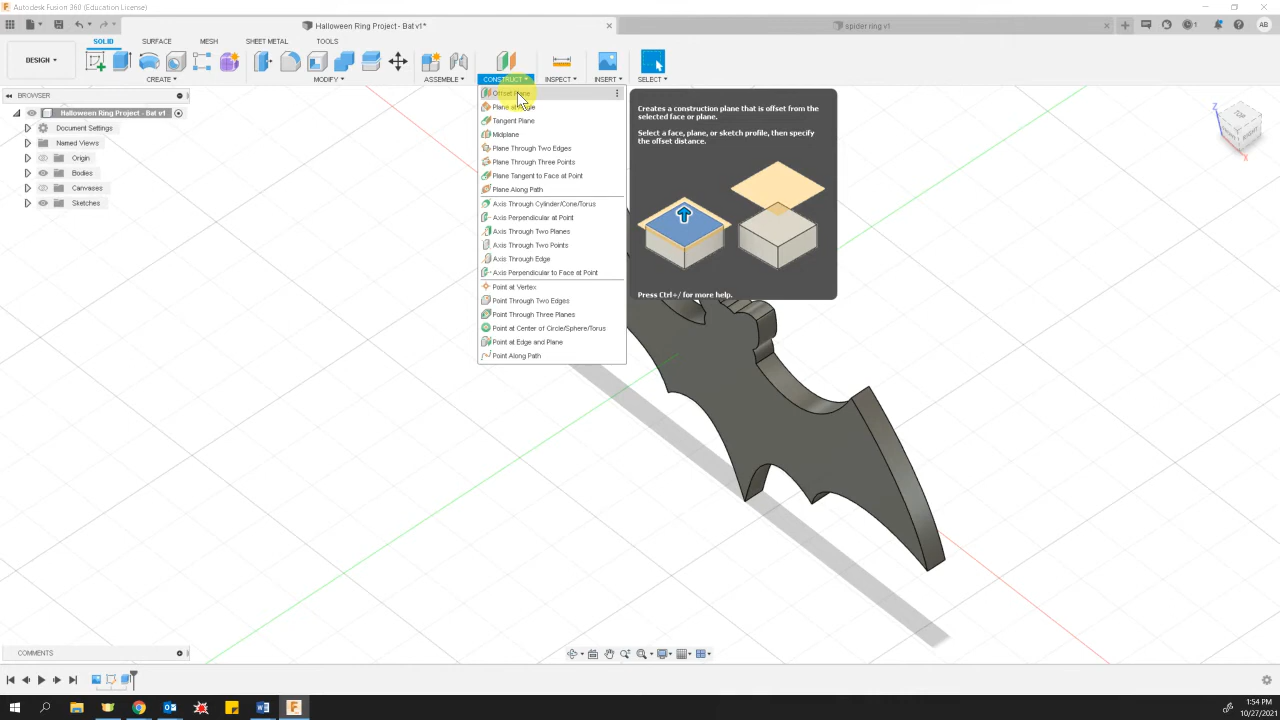 Autodesk Fusion 360 (Education License)
Halloween Ring Project - Bat v1*
spider ring v1
1
AB
SOLID
SURFACE
MESH
SHEET METAL
TOOLS
DESIGN
CREATE
MODIFY
ASSEMBLE
CONSTRUCT
INSPECT
INSERT
SELECT
BROWSER
Halloween Ring Project - Bat v1
Document Settings
Named Views
Origin
Bodies
Canvases
Sketches
Offset Plane
Plane at Angle
Tangent Plane
Midplane
Plane Through Two Edges
Plane Through Three Points
Plane Tangent to Face at Point
Plane Along Path
Axis Through Cylinder/Cone/Torus
Axis Perpendicular at Point
Axis Through Two Planes
Axis Through Two Points
Axis Through Edge
Axis Perpendicular to Face at Point
Point at Vertex
Point Through Two Edges
Point Through Three Planes
Point at Center of Circle/Sphere/Torus
Point at Edge and Plane
Point Along Path
Creates a construction plane that is offset from the
selected face or plane.
Select a face, plane, or sketch profile, then specify
the offset distance.
Press Ctrl+/ for more help.
Z
X
COMMENTS
1:54 PM
10/27/2021